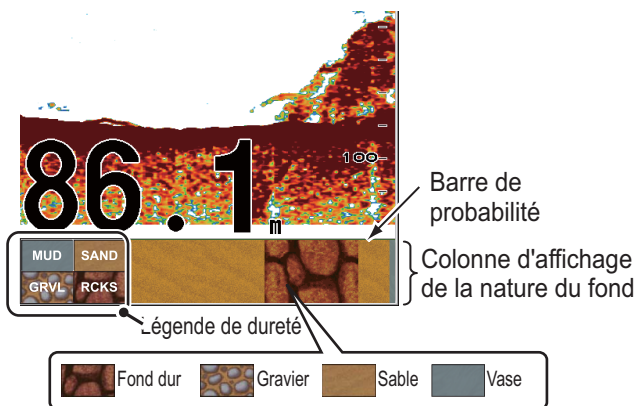 100
86.1
m
Barre de
probabilité
MUD SAND
GRVL RCKS
Colonne d'affichage
de la nature du fond
Légende de dureté
Fond dur Gravier Sable Vase